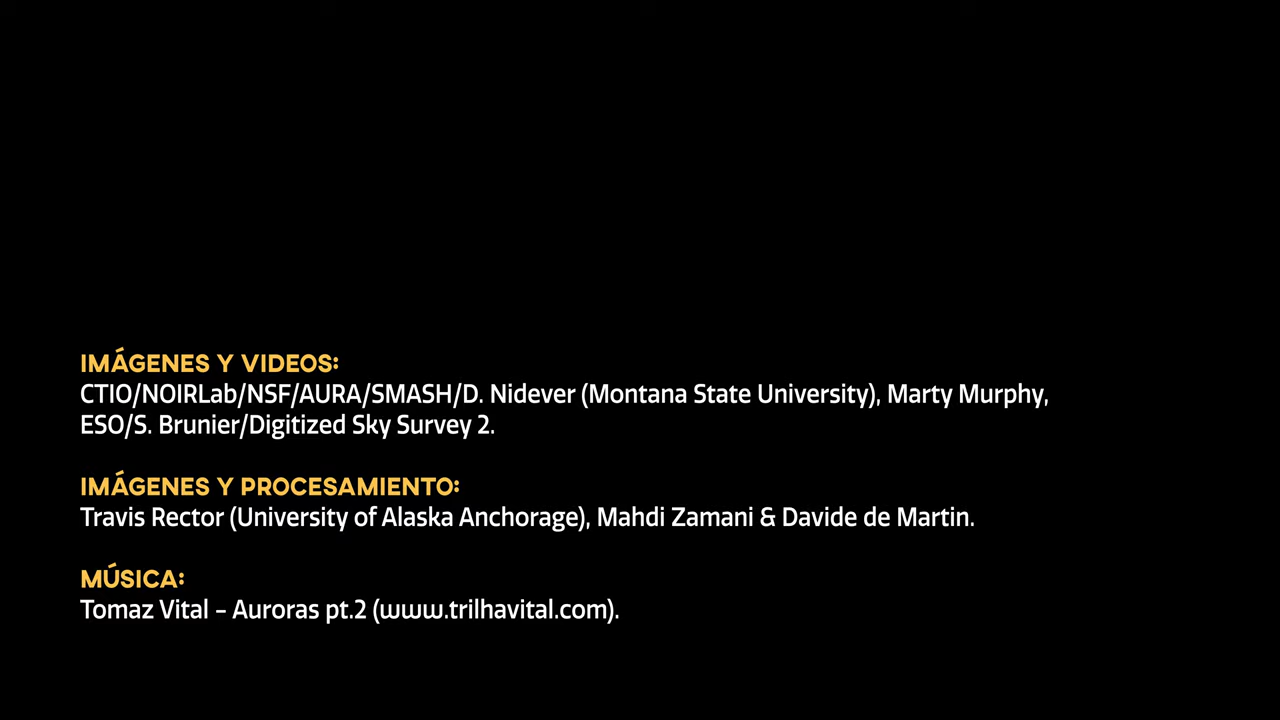 IMÁGENES Y VIDEOS:
CTIO/NOIRLab/NSF/AURA/SMASH/D. Nidever (Montana State University), Marty Murphy,
ESO/S. Brunier/Digitized Sky Survey 2.
IMÁGENES Y PROCESAMIENTO:
Travis Rector (University of Alaska Anchorage), Mahdi Zamani & Davide de Martin.
MÚSICA:
Tomaz Vital – Auroras pt.2 (www.trilhavital.com).